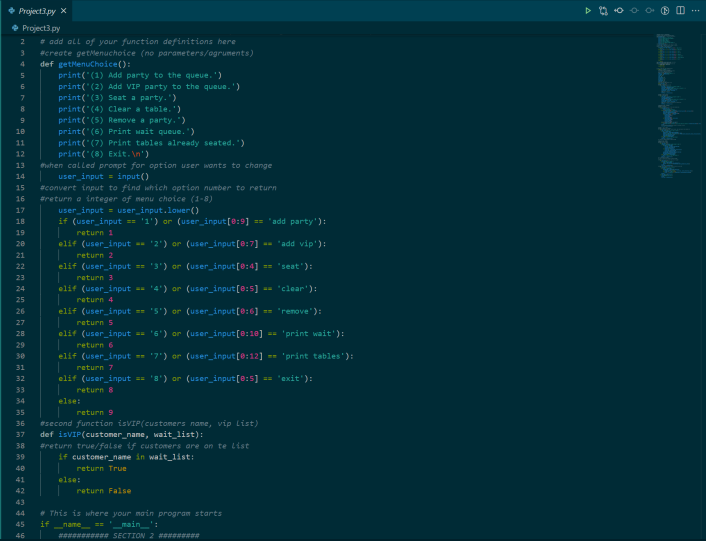 Project3.py ×
Project3.py
2 # add all of your function definitions here
3 #create getMenuchoice (no parameters/agruments)
4 def getMenuChoice():
5     print('(1) Add party to the queue.')
6     print('(2) Add VIP party to the queue.')
7     print('(3) Seat a party.')
8     print('(4) Clear a table.')
9     print('(5) Remove a party.')
10     print('(6) Print wait queue.')
11     print('(7) Print tables already seated.')
12     print('(8) Exit.\n')
13 #when called prompt for option user wants to change
14     user_input = input()
15 #convert input to find which option number to return
16 #return a integer of menu choice (1-8)
17     user_input = user_input.lower()
18     if (user_input == '1') or (user_input[0:9] == 'add party'):
19         return 1
20     elif (user_input == '2') or (user_input[0:7] == 'add vip'):
21         return 2
22     elif (user_input == '3') or (user_input[0:4] == 'seat'):
23         return 3
24     elif (user_input == '4') or (user_input[0:5] == 'clear'):
25         return 4
26     elif (user_input == '5') or (user_input[0:6] == 'remove'):
27         return 5
28     elif (user_input == '6') or (user_input[0:10] == 'print wait'):
29         return 6
30     elif (user_input == '7') or (user_input[0:12] == 'print tables'):
31         return 7
32     elif (user_input == '8') or (user_input[0:5] == 'exit'):
33         return 8
34     else:
35         return 9
36 #second function isVIP(customers name, vip list)
37 def isVIP(customer_name, wait_list):
38 #return true/false if customers are on te list
39     if customer_name in wait_list:
40         return True
41     else:
42         return False
43
44 # This is where your main program starts
45 if __name__ == '__main__':
46     ########### SECTION 2 #########